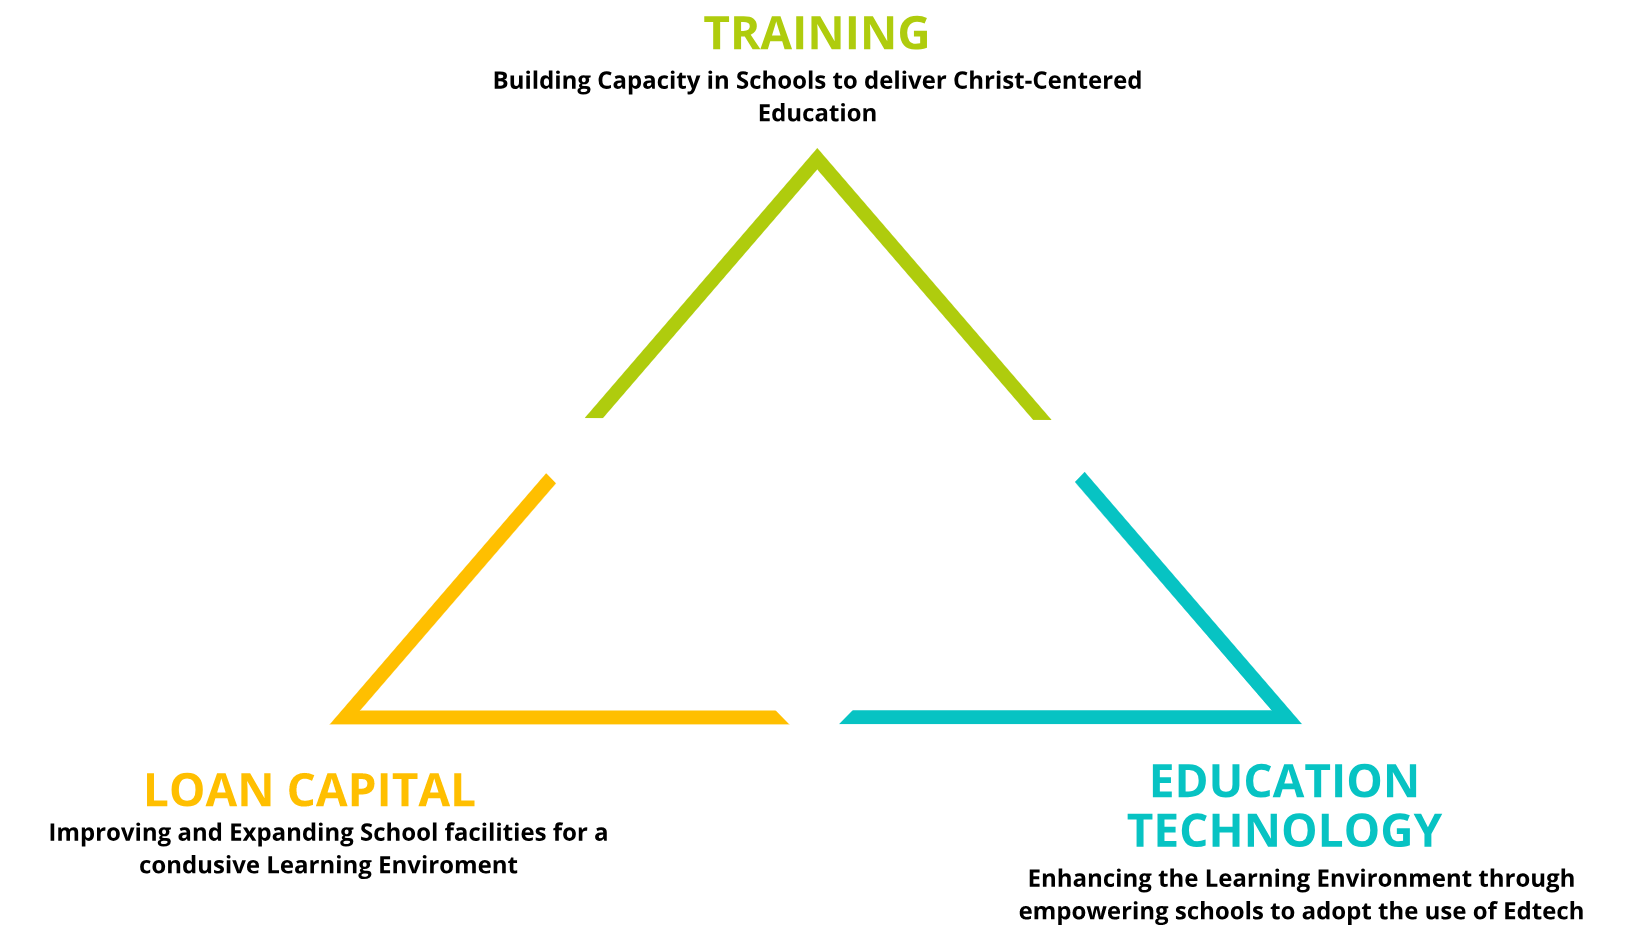 TRAINING
Building Capacity in Schools to deliver Christ-Centered
Education
LOAN CAPITAL
Improving and Expanding School facilities for a
condusive Learning Enviroment
EDUCATION
TECHNOLOGY
Enhancing the Learning Environment through
empowering schools to adopt the use of Edtech